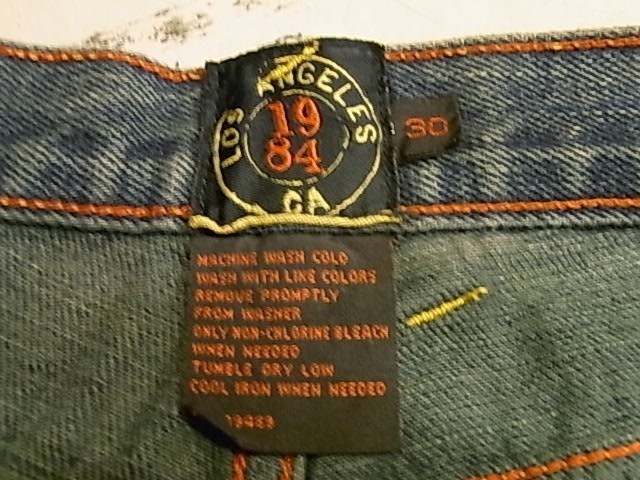 LOS ANGELES
19
84
CA
30
MACHINE WASH COLD
WASH WITH LIKE COLORS
REMOVE PROMPTLY
FROM WASHER
ONLY NON-CHLORINE BLEACH
WHEN NEEDED
TUMBLE DRY LOW
COOL IRON WHEN NEEDED